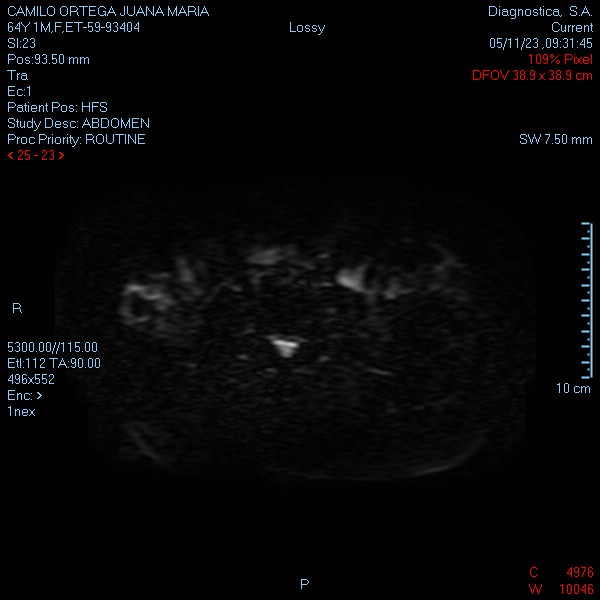 CAMILO ORTEGA JUANA MARIA
64Y 1M,F,ET-59-93404
Sl:23
Pos:93.50 mm
Tra
Ec:1
Patient Pos: HFS
Study Desc: ABDOMEN
Proc Priority: ROUTINE
< 25 - 23 >
Lossy
Diagnostica, S.A.
Current
05/11/23 ,09:31:45
109% Pixel
DFOV 38.9 x 38.9 cm
SW 7.50 mm
R
5300.00//115.00
Etl:112 TA:90.00
496x552
Enc: >
1nex
10 cm
P
C 4976
W 10046